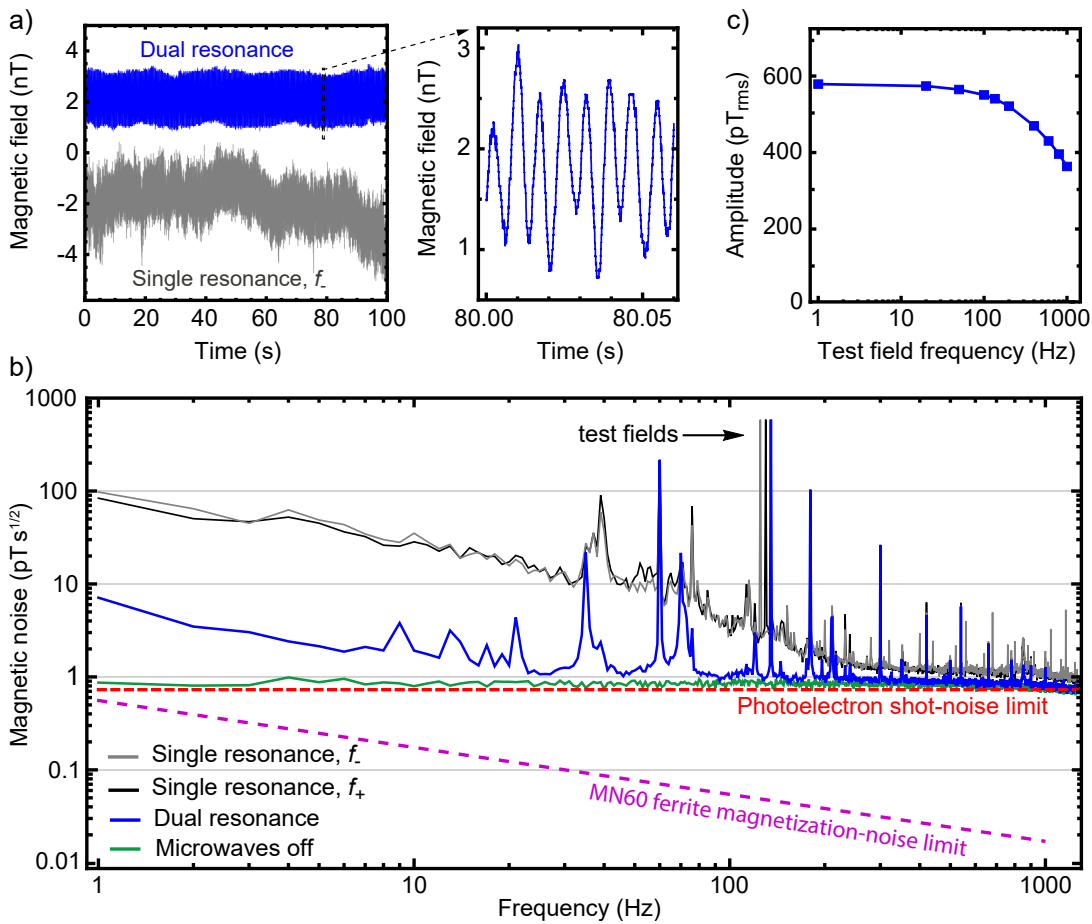 a)
Magnetic field (nT)
4
2
0
-2
-4
Dual resonance
Single resonance, f-
0 20 40 60 80 100
Time (s)
Magnetic field (nT)
3
2
1
80.00 80.05
Time (s)
c)
Amplitude (pTrms)
600
400
200
0
1 10 100 1000
Test field frequency (Hz)
b)
Magnetic noise (pT s1/2)
1000
100
10
1
0.1
0.01
test fields
Photoelectron shot-noise limit
MN60 ferrite magnetization-noise limit
Single resonance, f-
Single resonance, f+
Dual resonance
Microwaves off
1 10 100 1000
Frequency (Hz)